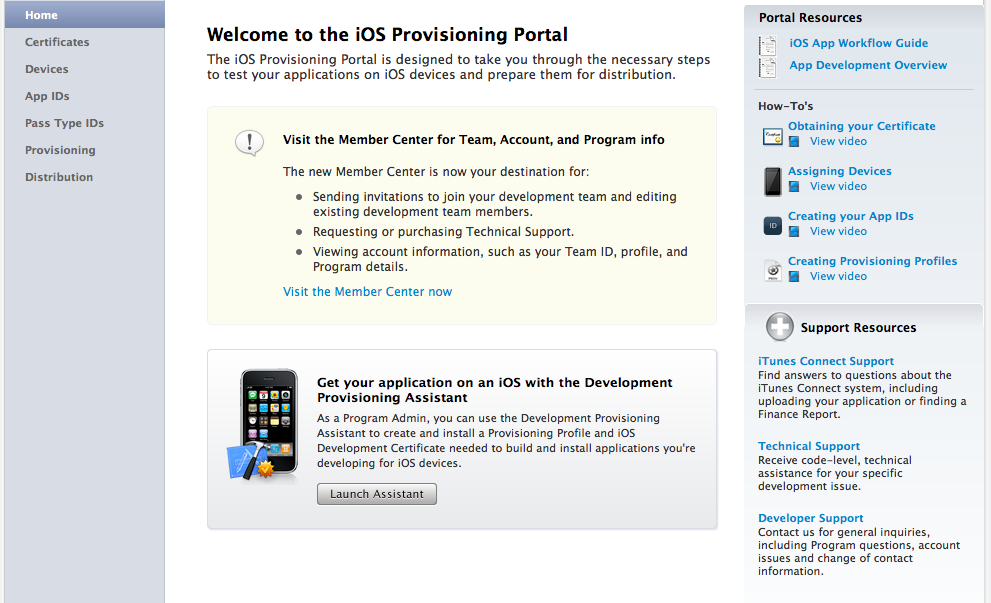 Home
Certificates
Devices
App IDs
Pass Type IDs
Provisioning
Distribution
Welcome to the iOS Provisioning Portal
The iOS Provisioning Portal is designed to take you through the necessary steps
to test your applications on iOS devices and prepare them for distribution.
Visit the Member Center for Team, Account, and Program info
The new Member Center is now your destination for:
Sending invitations to join your development team and editing
existing development team members.
Requesting or purchasing Technical Support.
Viewing account information, such as your Team ID, profile, and
Program details.
Visit the Member Center now
Get your application on an iOS with the Development
Provisioning Assistant
As a Program Admin, you can use the Development Provisioning
Assistant to create and install a Provisioning Profile and iOS
Development Certificate needed to build and install applications you're
developing for iOS devices.
Launch Assistant
Portal Resources
iOS App Workflow Guide
App Development Overview
How-To's
Obtaining your Certificate
View video
Assigning Devices
View video
ID
Creating your App IDs
View video
Creating Provisioning Profiles
View video
Support Resources
iTunes Connect Support
Find answers to questions about the
iTunes Connect system, including
uploading your application or finding a
Finance Report.
Technical Support
Receive code-level, technical
assistance for your specific
development issue.
Developer Support
Contact us for general inquiries,
including Program questions, account
issues and change of contact
information.